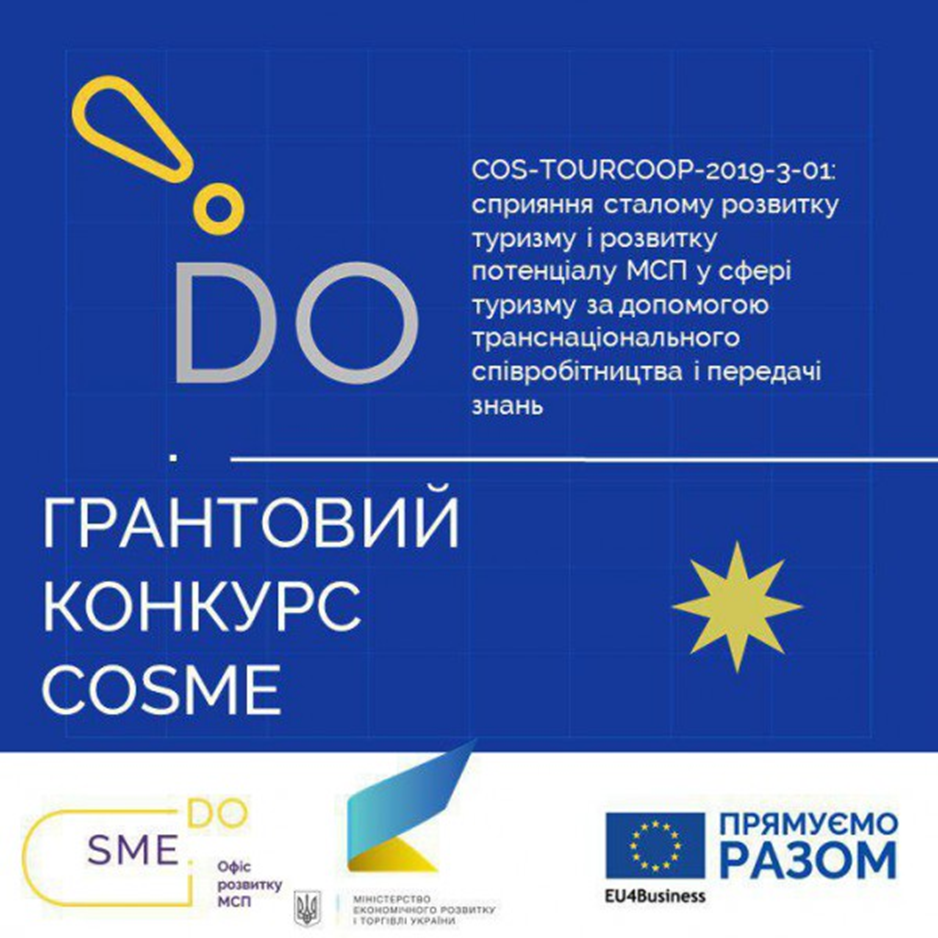 COS-TOURCOOP-2019-3-01:
сприяння сталому розвитку
туризму і розвитку
потенціалу МСП у сфері
туризму за допомогою
транснаціонального
співробітництва і передачі
знань
DO
ГРАНТОВИЙ
КОНКУРС
COSME
SME DO
Офіс
розвитку
МСП
МІНІСТЕРСТВО
ЕКОНОМІЧНОГО РОЗВИТКУ
І ТОРГІВЛІ УКРАЇНИ
EU4Business
ПРЯМУЄМО
РАЗОМ